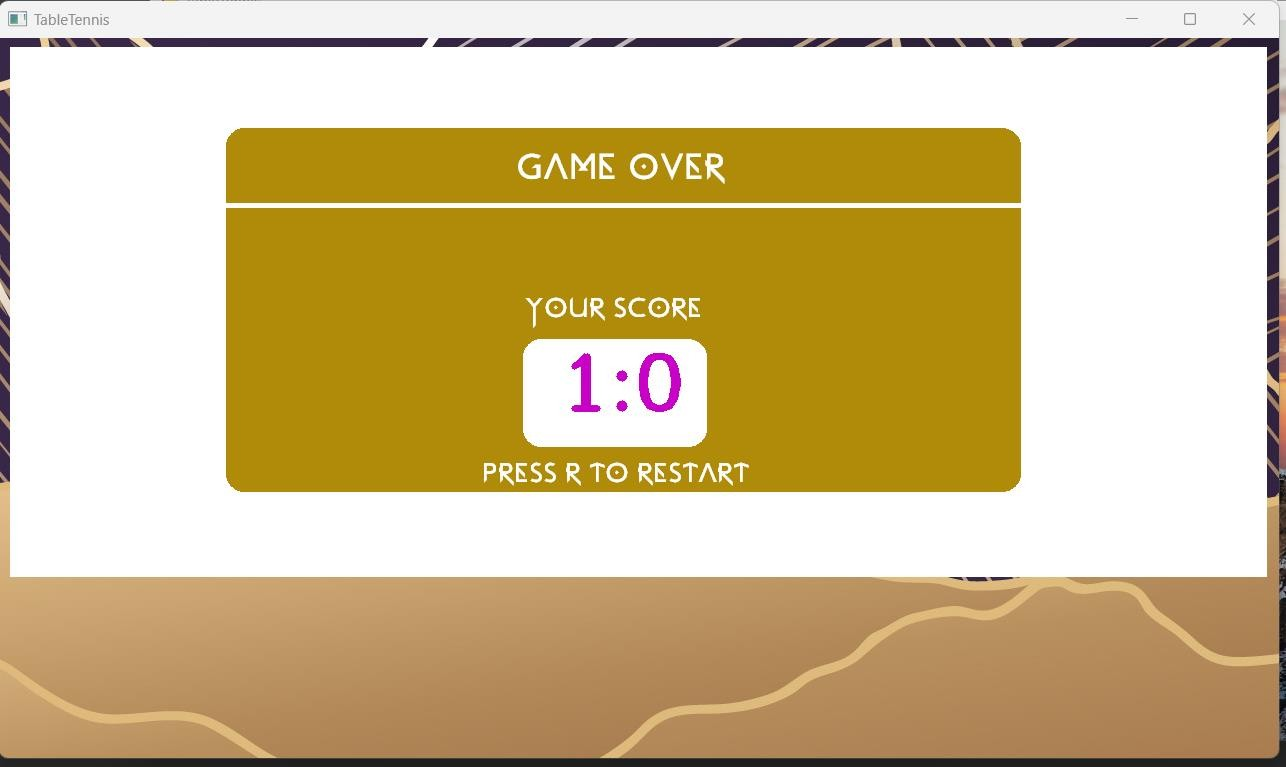 TableTennis
GAME OVER
YOUR SCORE
1:0
PRESS R TO RESTART